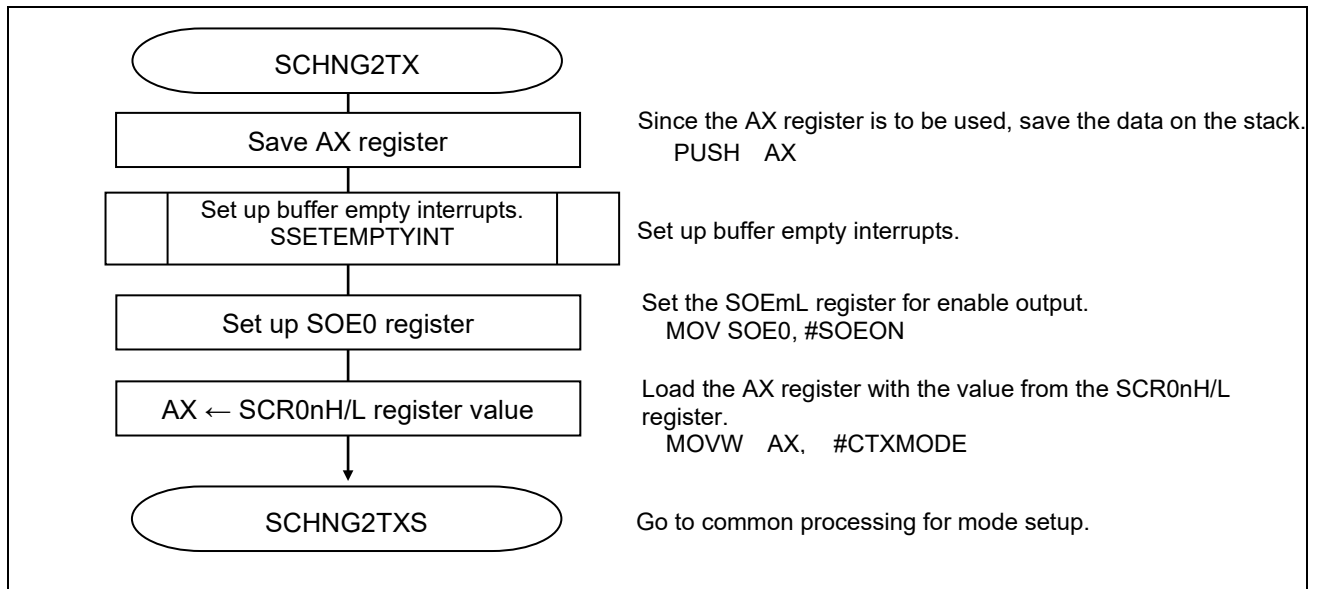 SCHNG2TX
Save AX register
Since the AX register is to be used, save the data on the stack.
PUSH AX
Set up buffer empty interrupts.
SSETEMPTYINT
Set up buffer empty interrupts.
Set up SOE0 register
Set the SOEmL register for enable output.
MOV SOE0, #SOEON
AX ← SCR0nH/L register value
Load the AX register with the value from the SCR0nH/L
register.
MOVW AX, #CTXMODE
SCHNG2TXS
Go to common processing for mode setup.